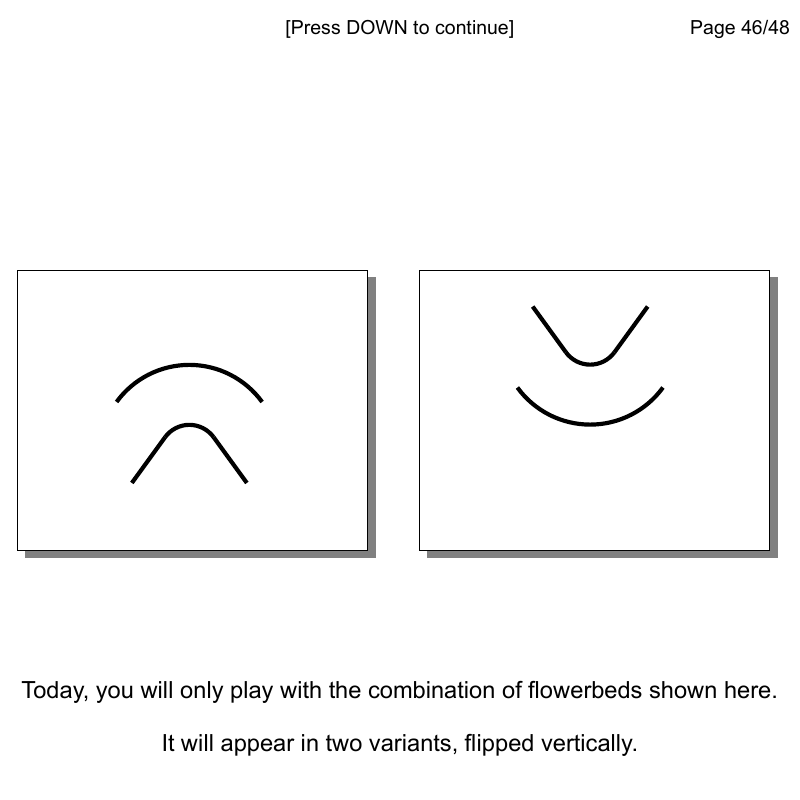 [Press DOWN to continue]
Page 46/48
Today, you will only play with the combination of flowerbeds shown here.
It will appear in two variants, flipped vertically.